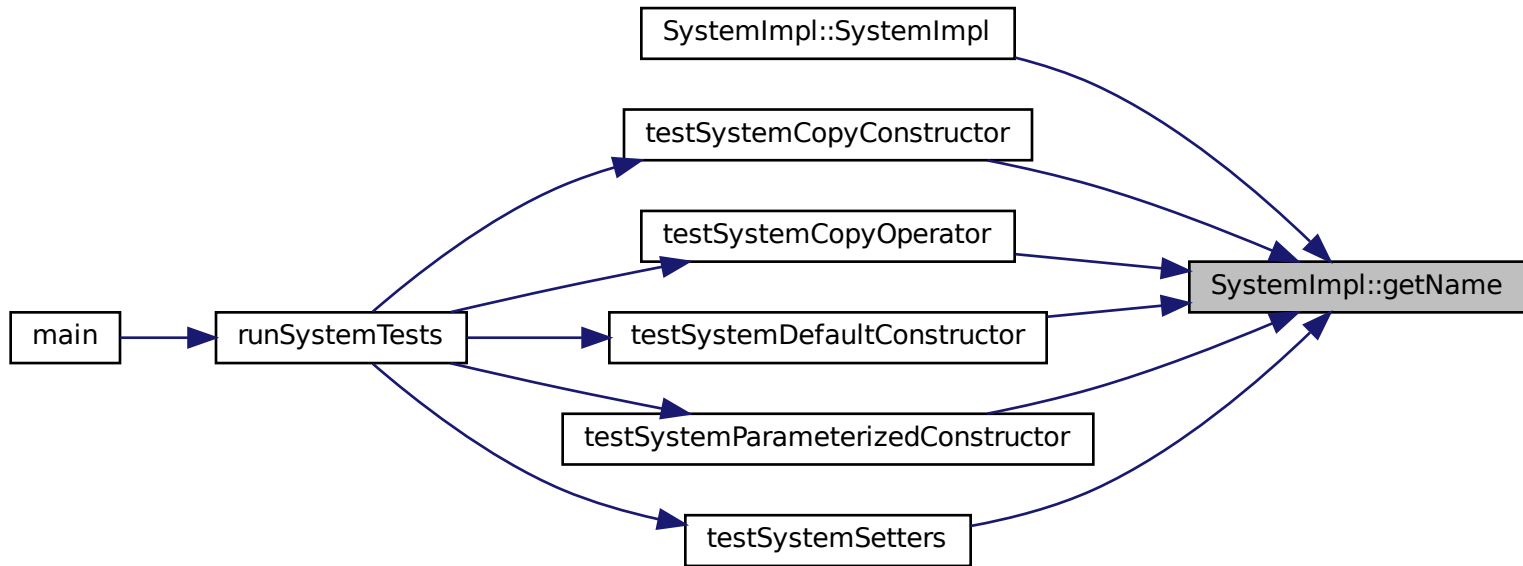 SystemImpl::SystemImpl
testSystemCopyConstructor
testSystemCopyOperator
SystemImpl::getName
main
runSystemTests
testSystemDefaultConstructor
testSystemParameterizedConstructor
testSystemSetters